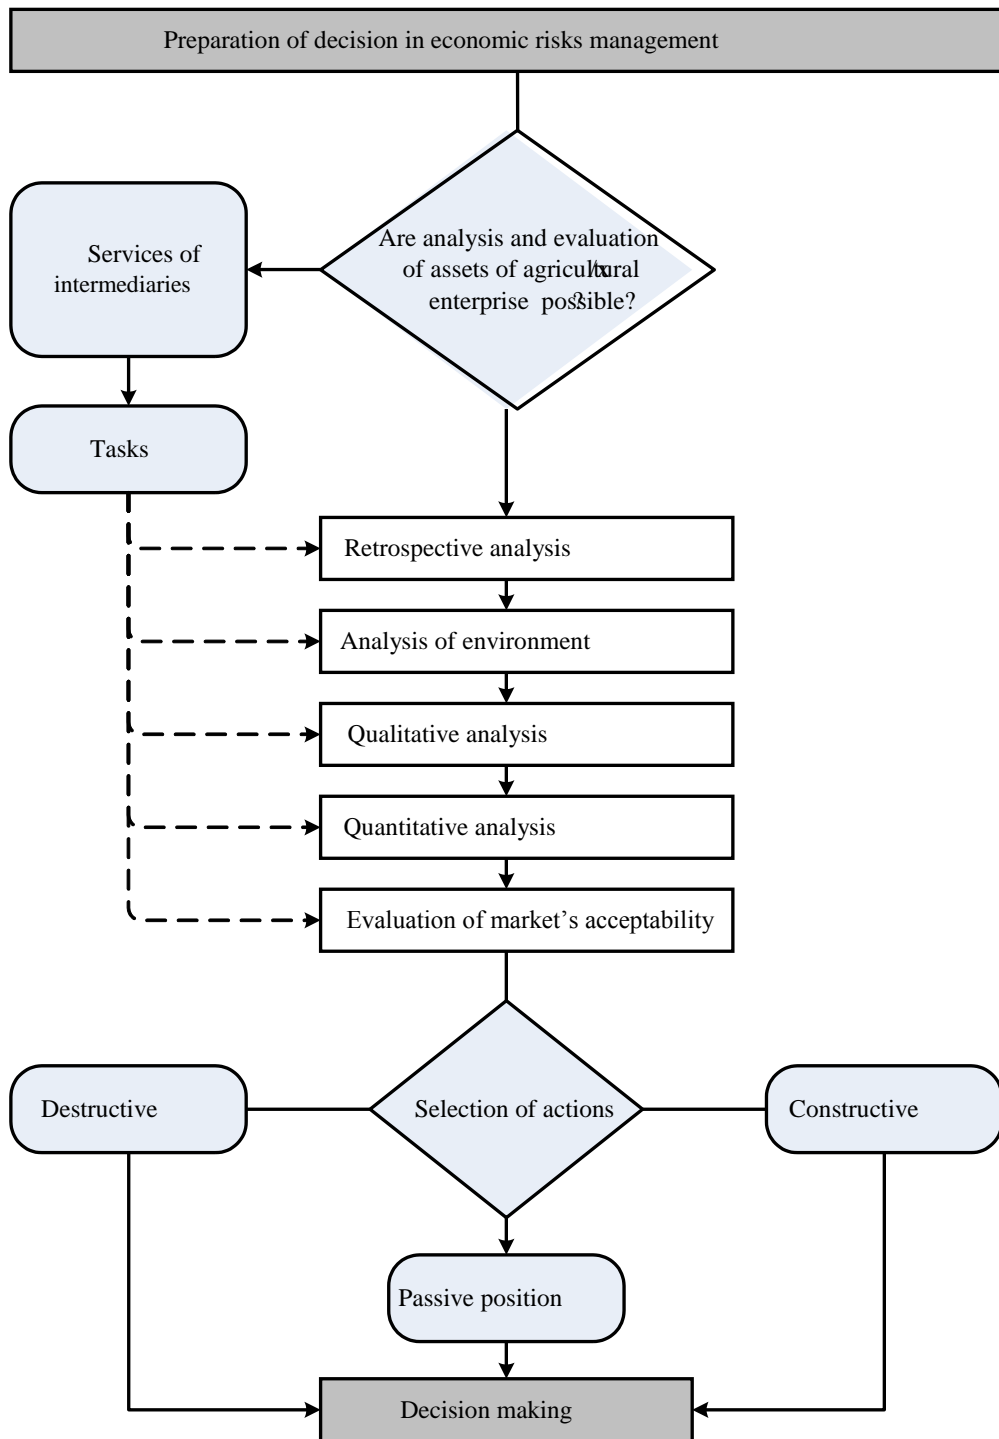 Preparation of decision in economic risks management
Are analysis and evaluation
of assets of agricultural
enterprise possible?
Services of
intermediaries
Tasks
Retrospective analysis
Analysis of environment
Qualitative analysis
Quantitative analysis
Evaluation of market’s acceptability
Destructive
Selection of actions
Constructive
Passive position
Decision making